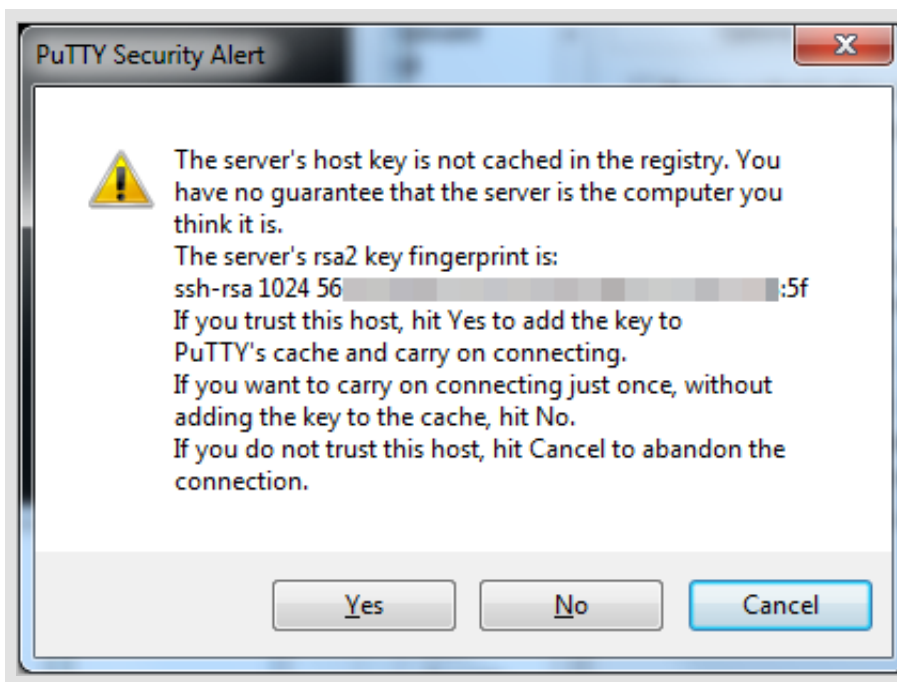 PuTTY Security Alert
The server's host key is not cached in the registry. You
have no guarantee that the server is the computer you
think it is.
The server's rsa2 key fingerprint is:
ssh-rsa 1024 56 :5f
If you trust this host, hit Yes to add the key to
PuTTY's cache and carry on connecting.
If you want to carry on connecting just once, without
adding the key to the cache, hit No.
If you do not trust this host, hit Cancel to abandon the
connection.
Yes No Cancel